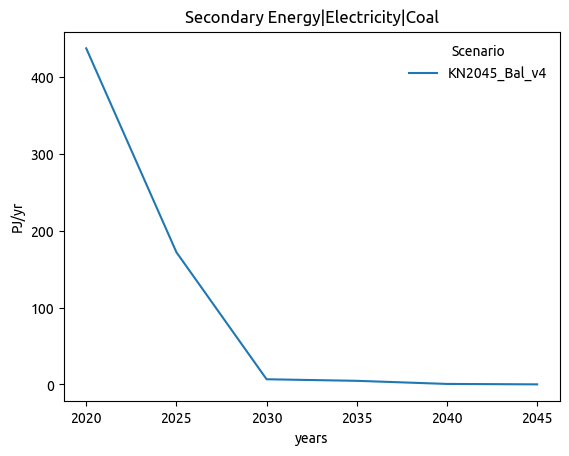 Secondary Energy|Electricity|Coal
Scenario
KN2045_Bal_v4
PJ/yr
400
300
200
100
0
2020 2025 2030 2035 2040 2045
years